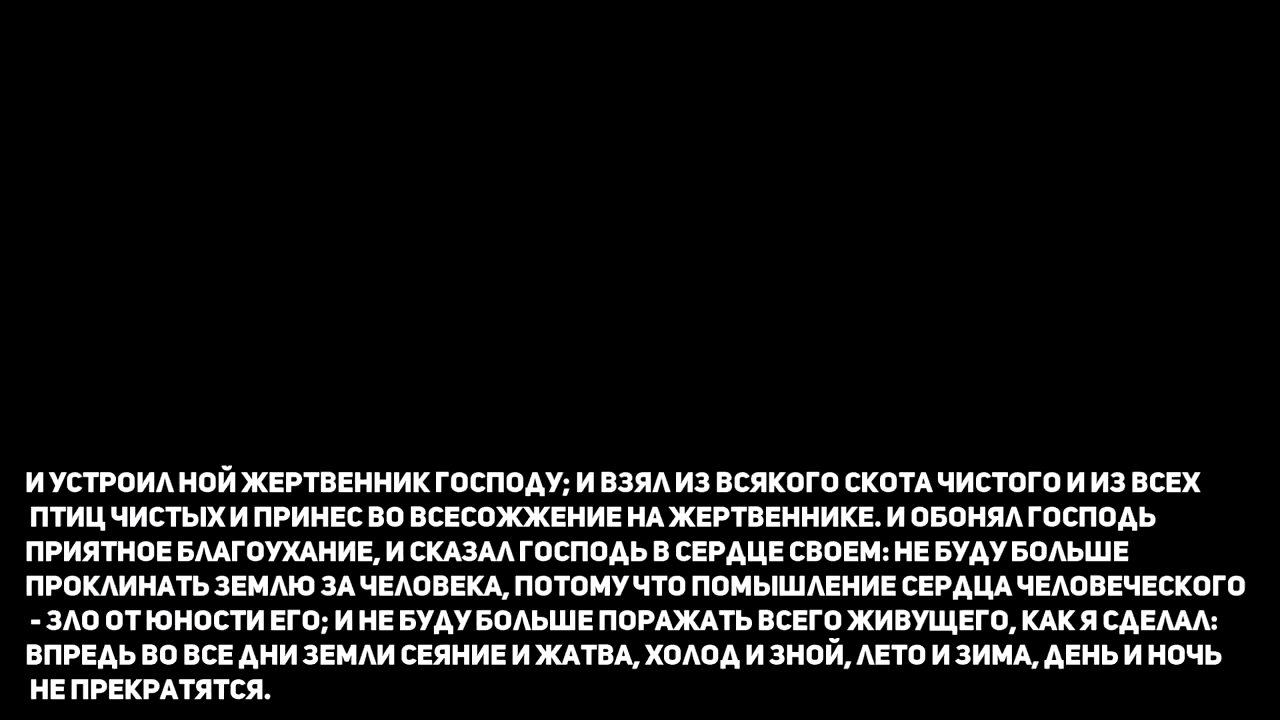 И УСТРОИЛ НОЙ ЖЕРТВЕННИК ГОСПОДУ; И ВЗЯЛ ИЗ ВСЯКОГО СКОТА ЧИСТОГО И ИЗ ВСЕХ
ПТИЦ ЧИСТЫХ И ПРИНЕС ВО ВСЕСОЖЖЕНИЕ НА ЖЕРТВЕННИКЕ. И ОБОНЯЛ ГОСПОДЬ
ПРИЯТНОЕ БЛАГОУХАНИЕ, И СКАЗАЛ ГОСПОДЬ В СЕРДЦЕ СВОЕМ: НЕ БУДУ БОЛЬШЕ
ПРОКЛИНАТЬ ЗЕМЛЮ ЗА ЧЕЛОВЕКА, ПОТОМУ ЧТО ПОМЫШЛЕНИЕ СЕРДЦА ЧЕЛОВЕЧЕСКОГО
- ЗЛО ОТ ЮНОСТИ ЕГО; И НЕ БУДУ БОЛЬШЕ ПОРАЖАТЬ ВСЕГО ЖИВУЩЕГО, КАК Я СДЕЛАЛ:
ВПРЕДЬ ВО ВСЕ ДНИ ЗЕМЛИ СЕЯНИЕ И ЖАТВА, ХОЛОД И ЗНОЙ, ЛЕТО И ЗИМА, ДЕНЬ И НОЧЬ
НЕ ПРЕКРАТЯТСЯ.